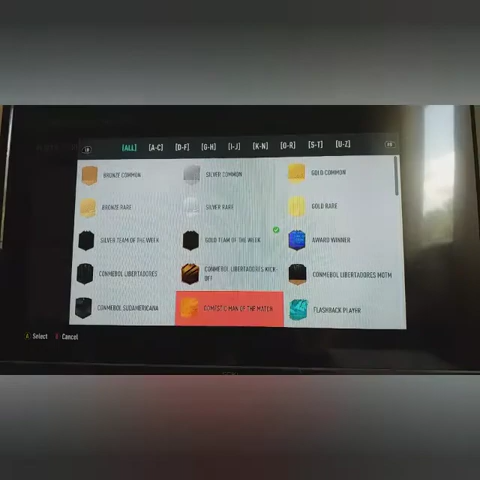 [ALL] [A-C] [D-F] [G-H] [I-J] [K-N] [O-R] [S-T] [U-Z]
BRONZE COMMON SILVER COMMON GOLD COMMON
BRONZE RARE SILVER RARE GOLD RARE
SILVER TEAM OF THE WEEK GOLD TEAM OF THE WEEK AWARD WINNER
CONMEBOL LIBERTADORES CONMEBOL LIBERTADORES KICK-OFF CONMEBOL LIBERTADORES MOTM
CONMEBOL SUDAMERICANA DOMESTIC MAN OF THE MATCH FLASHBACK PLAYER
Select Cancel